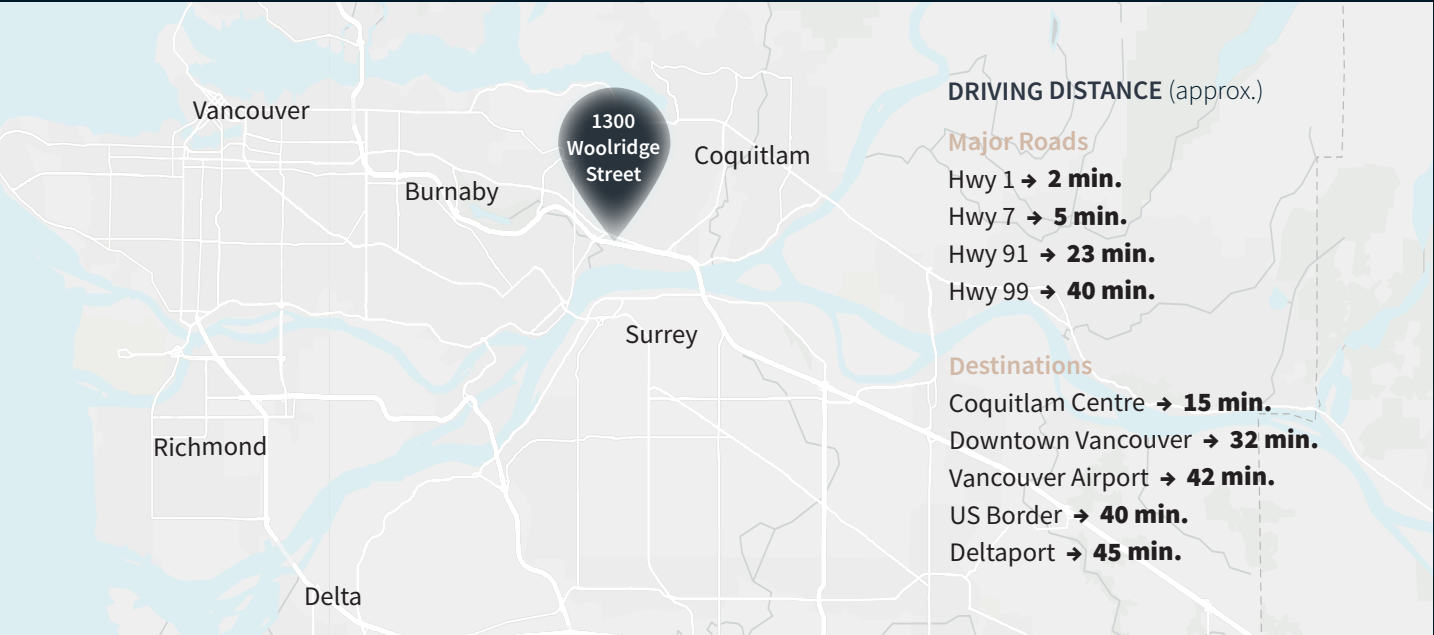 Vancouver
Burnaby
1300
Woolridge
Street
Coquitlam
Surrey
Richmond
Delta
DRIVING DISTANCE (approx.)
Major Roads
Hwy 1 → 2 min.
Hwy 7 → 5 min.
Hwy 91 → 23 min.
Hwy 99 → 40 min.
Destinations
Coquitlam Centre → 15 min.
Downtown Vancouver → 32 min.
Vancouver Airport → 42 min.
US Border → 40 min.
Deltaport → 45 min.